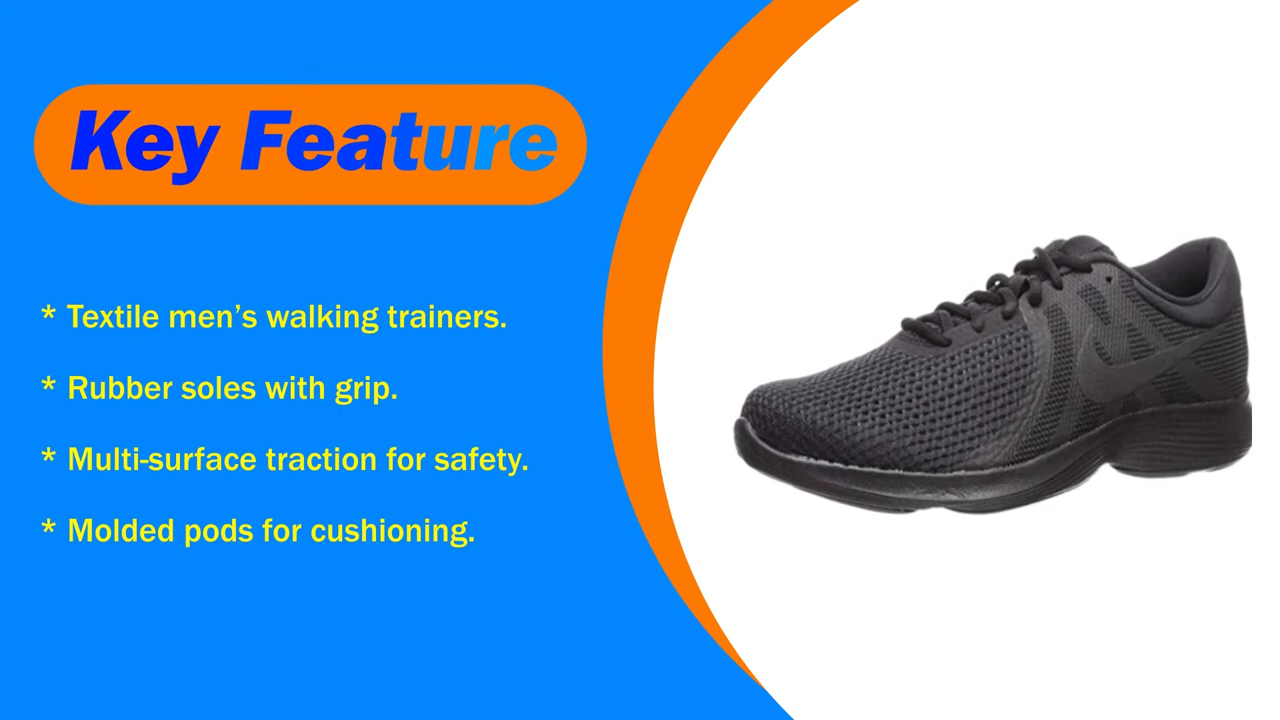 Key Feature
* Textile men’s walking trainers.
* Rubber soles with grip.
* Multi-surface traction for safety.
* Molded pods for cushioning.